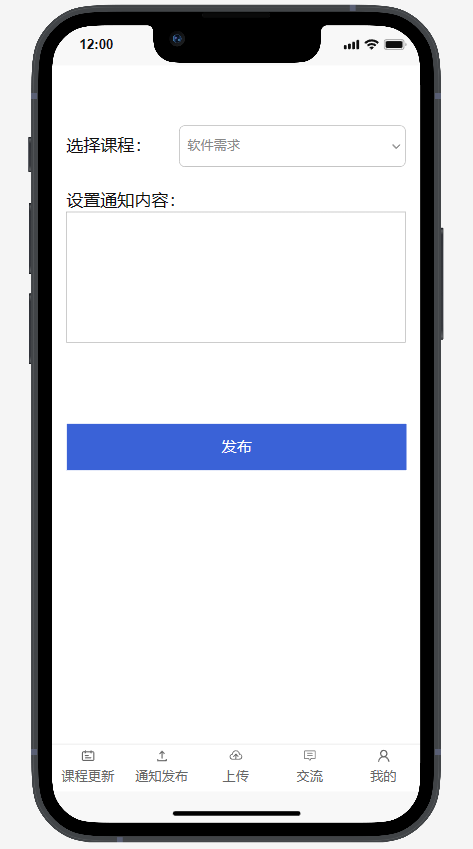 12:00
选择课程：
软件需求
设置通知内容：
发布
课程更新 通知发布 上传 交流 我的